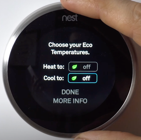 nest
Choose your Eco
Temperatures.
Heat to: off
Cool to: off
DONE
MORE INFO